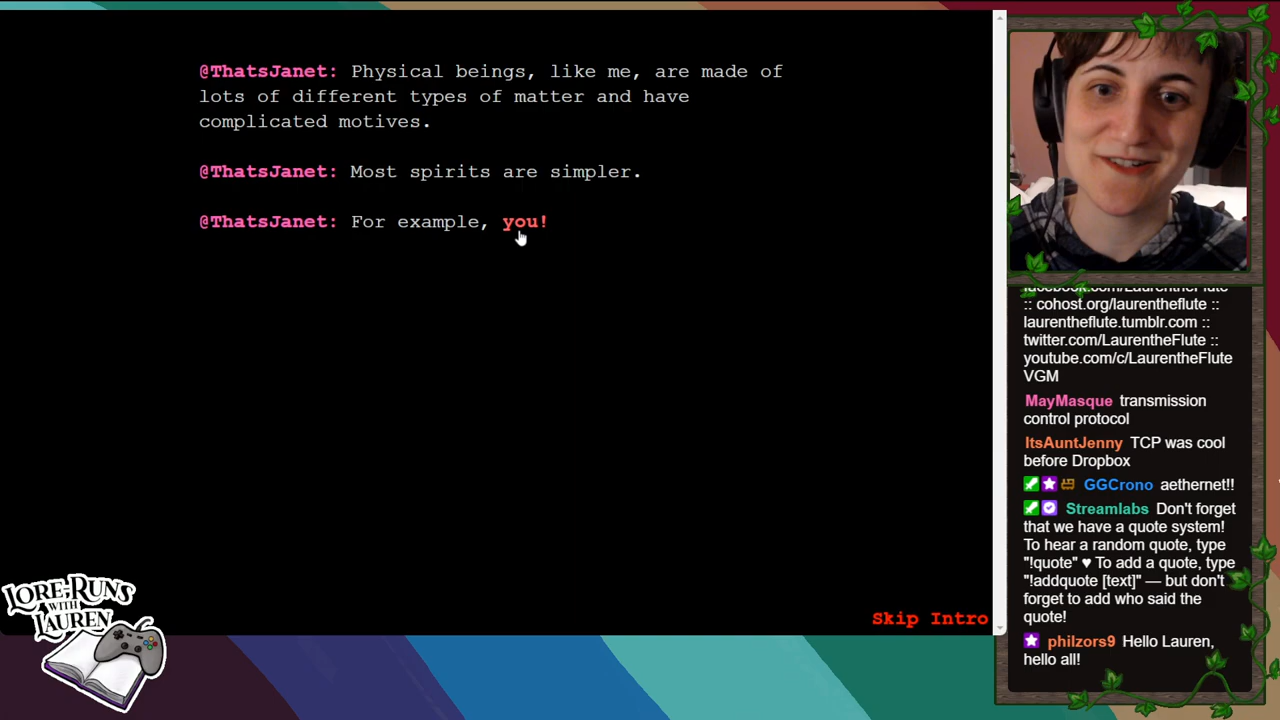 @ThatsJanet: Physical beings, like me, are made of
lots of different types of matter and have
complicated motives.
@ThatsJanet: Most spirits are simpler.
@ThatsJanet: For example, you!
Skip Intro
LORE-RUNS
WITH
LAUREN
facebook.com/LaurentheFlute
:: cohost.org/laurentheflute ::
laurentheflute.tumblr.com ::
twitter.com/LaurentheFlute ::
youtube.com/c/LaurentheFlute
VGM
MayMasque transmission
control protocol
ItsAuntJenny TCP was cool
before Dropbox
GGCrono aethernet!!
Streamlabs Don't forget
that we have a quote system!
To hear a random quote, type
"!quote" ♥ To add a quote, type
"!addquote [text]" — but don't
forget to add who said the
quote!
philzors9 Hello Lauren,
hello all!